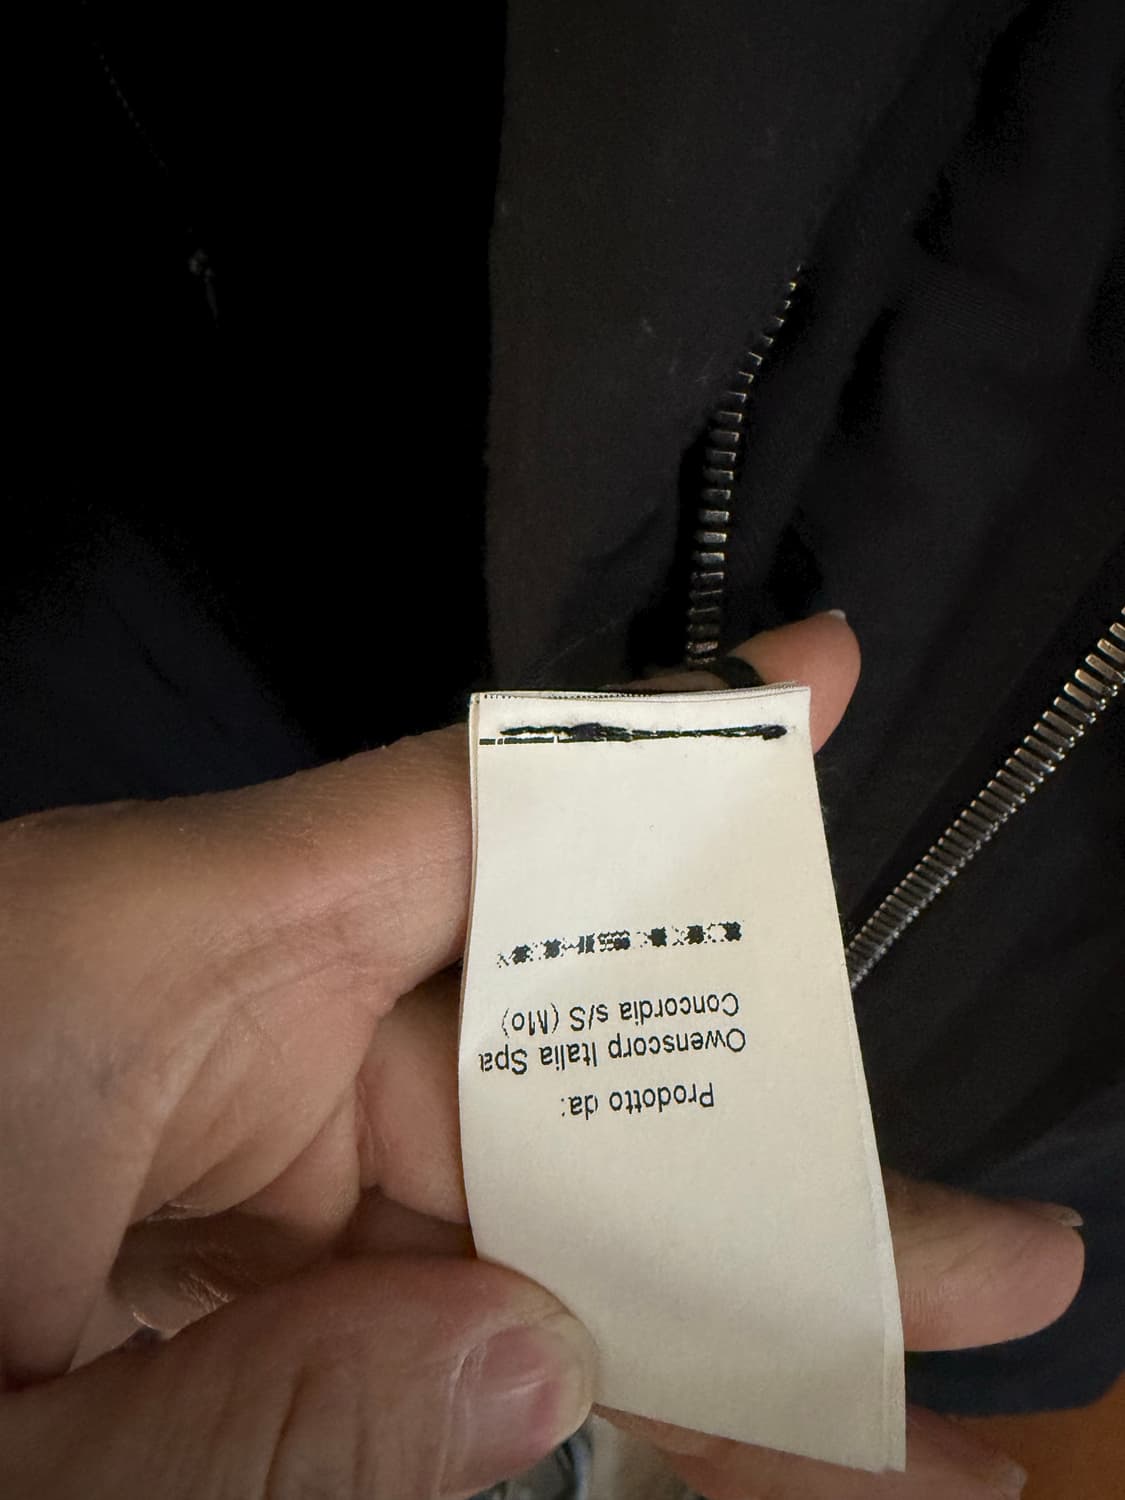 Prodotto da:
Owenscorp Italia Spa
Concordia s/S (Mo)